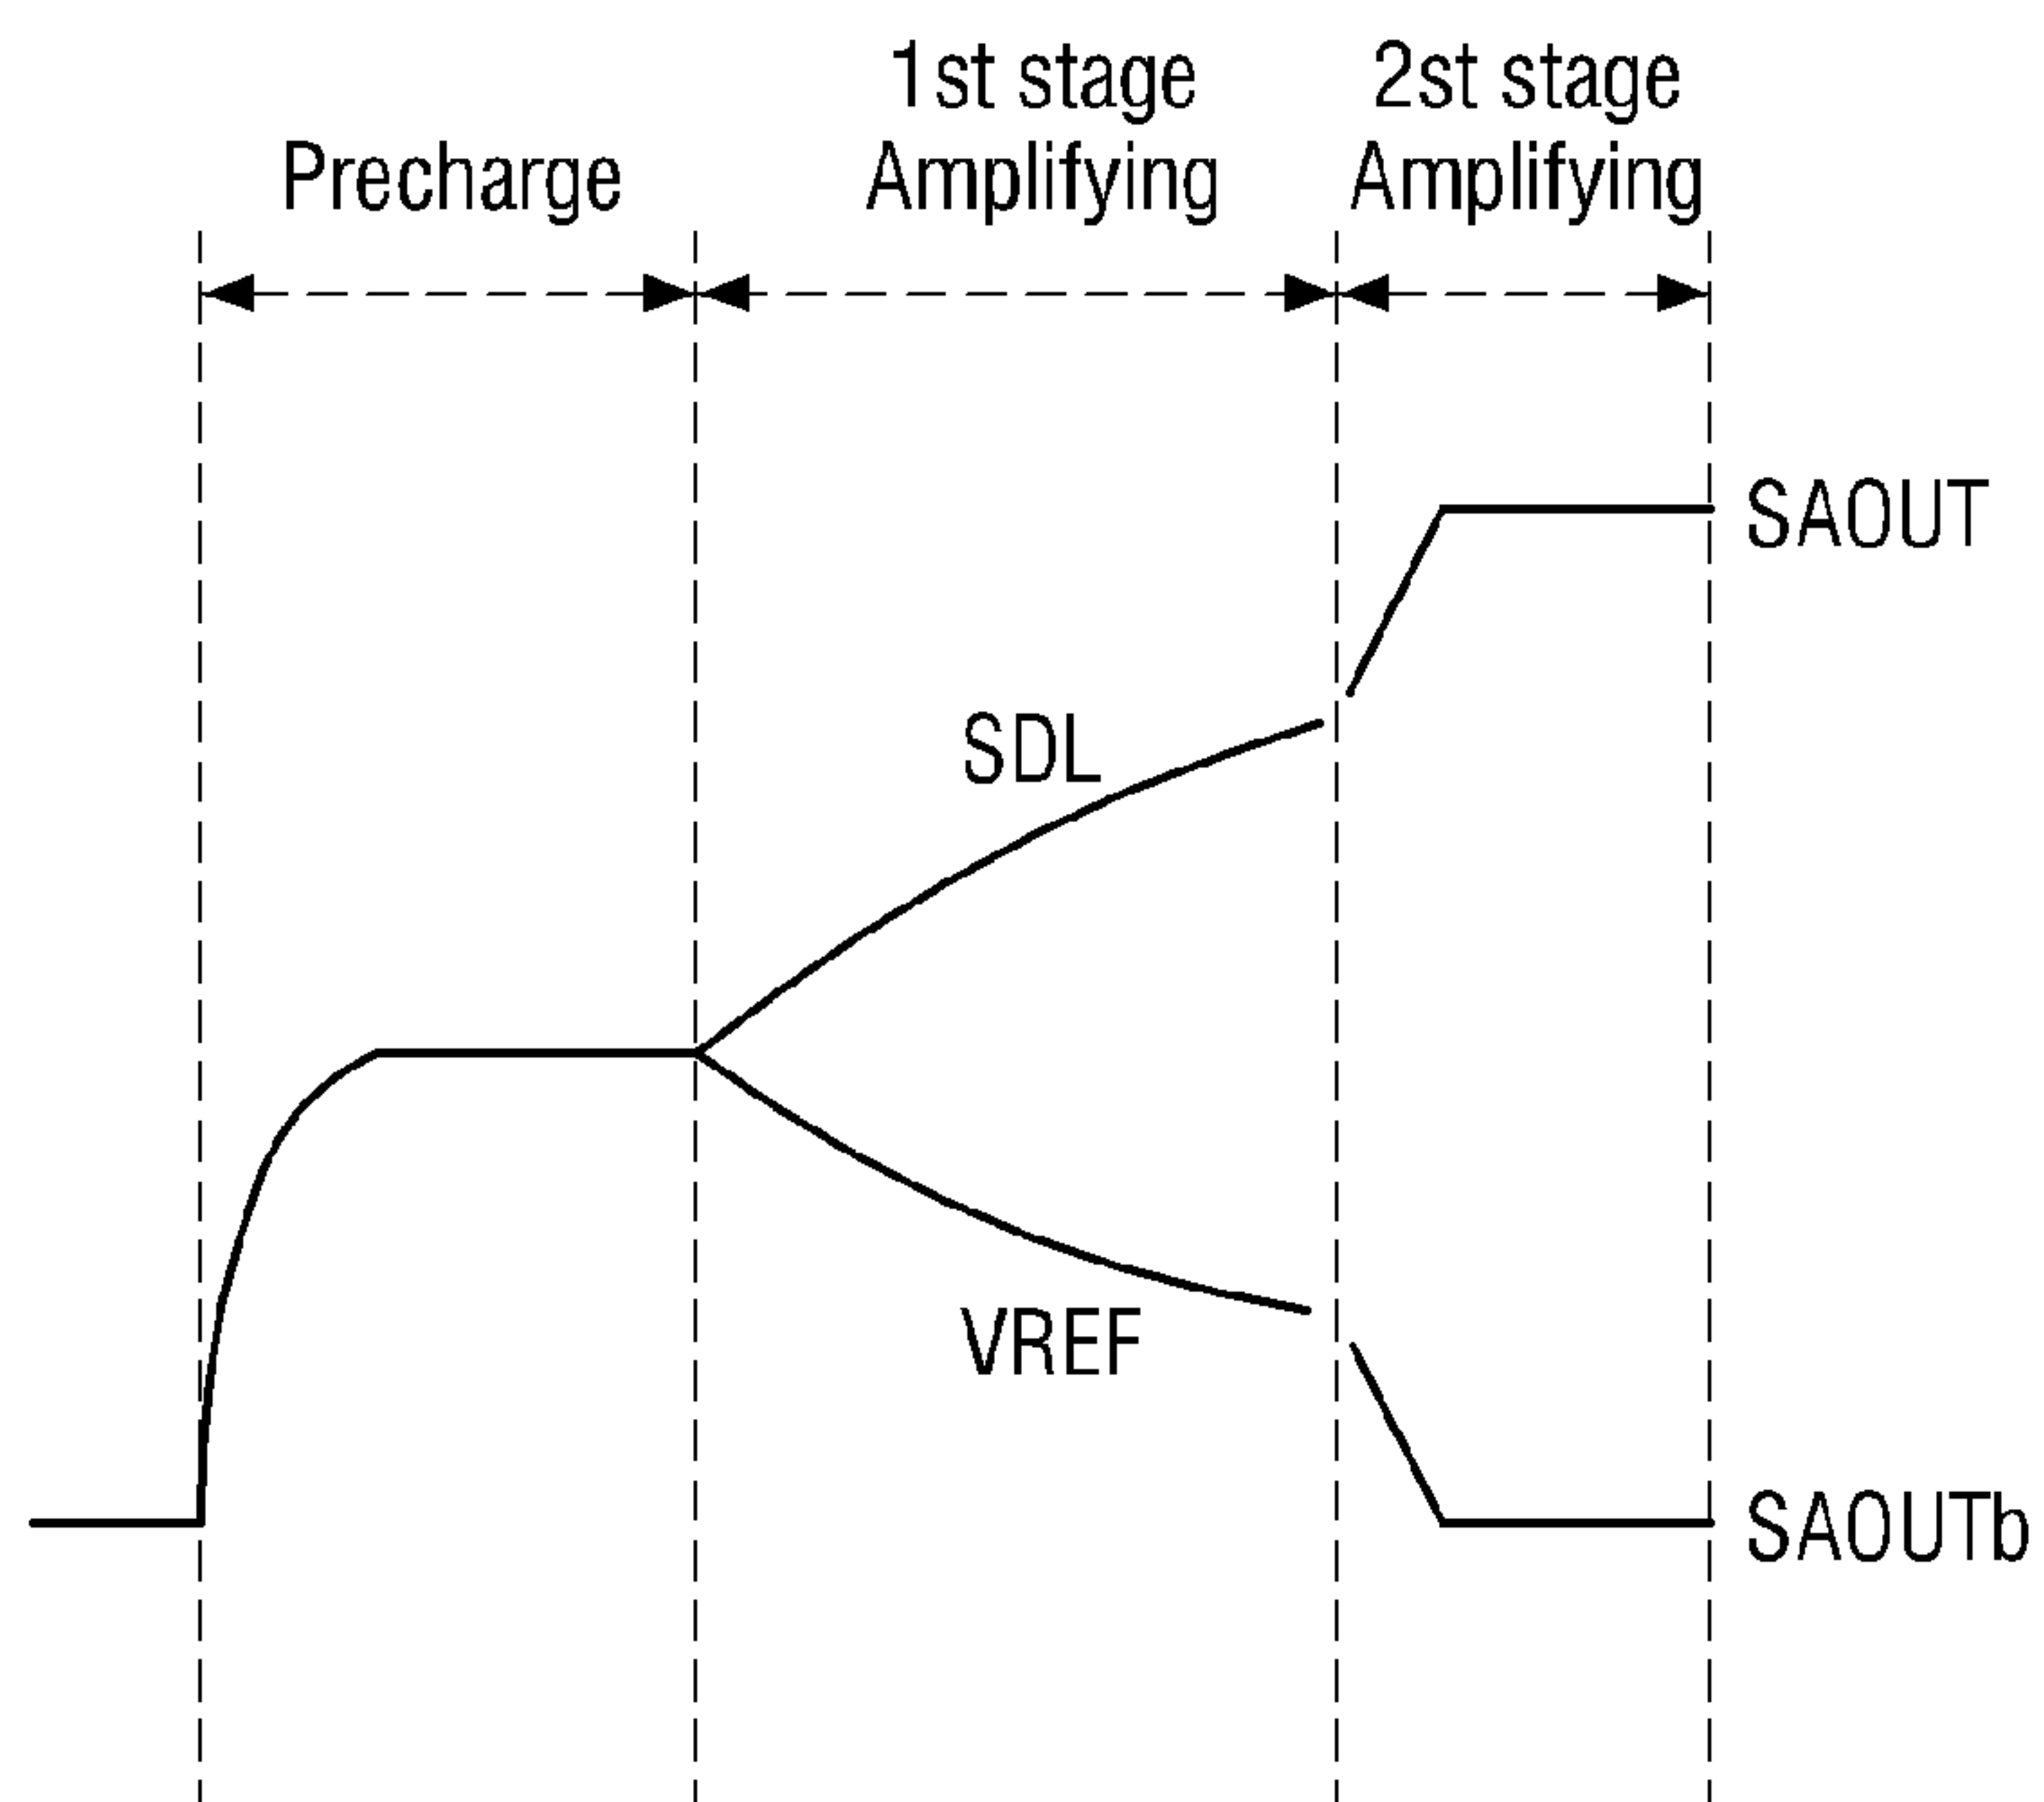 1st stage
2st stage
Precharge
Amplifying
Amplifying
SAOUT
SDL
VREF
SAOUTb